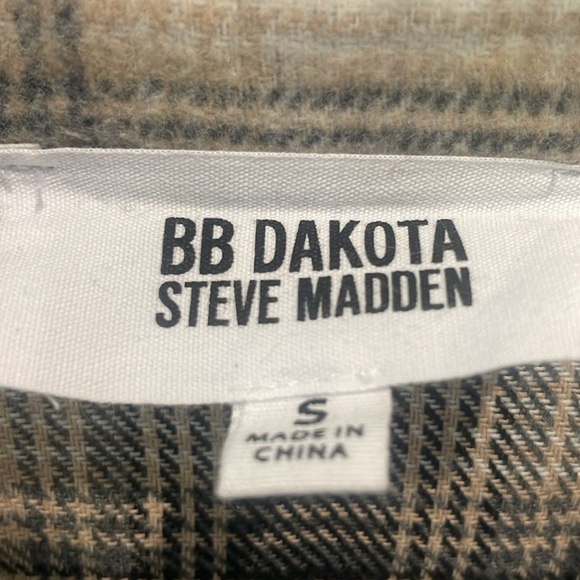 BB DAKOTA
STEVE MADDEN
S
MADE IN
CHINA